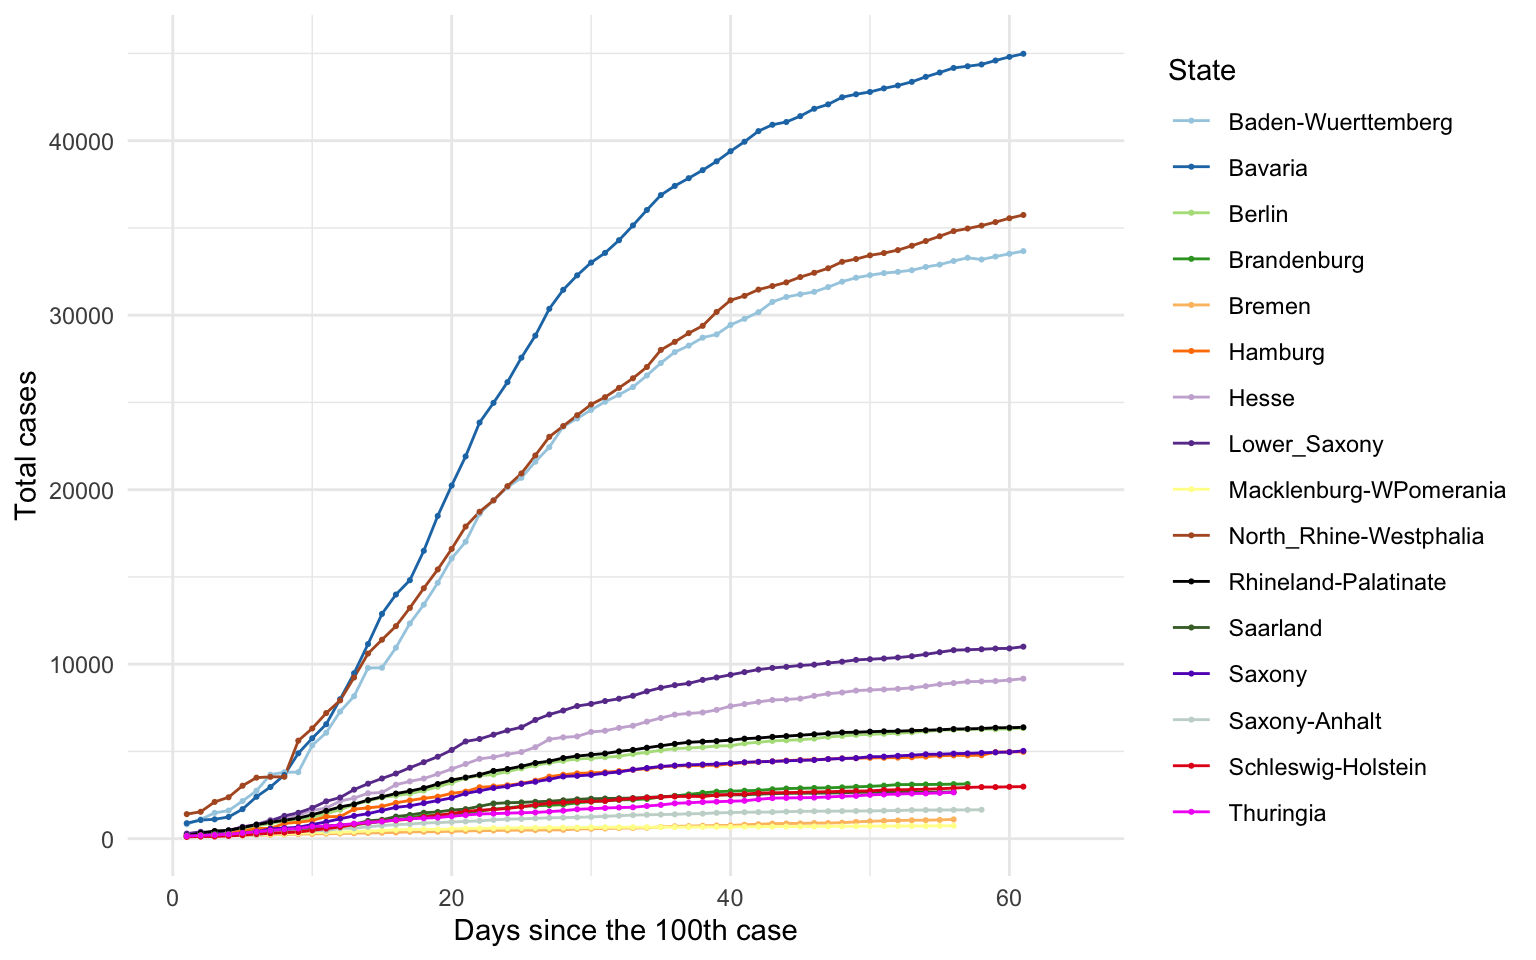 Total cases
40000
30000
20000
10000
0
0 20 40 60
Days since the 100th case
State
Baden-Wuerttemberg
Bavaria
Berlin
Brandenburg
Bremen
Hamburg
Hesse
Lower_Saxony
Macklenburg-WPomerania
North_Rhine-Westphalia
Rhineland-Palatinate
Saarland
Saxony
Saxony-Anhalt
Schleswig-Holstein
Thuringia